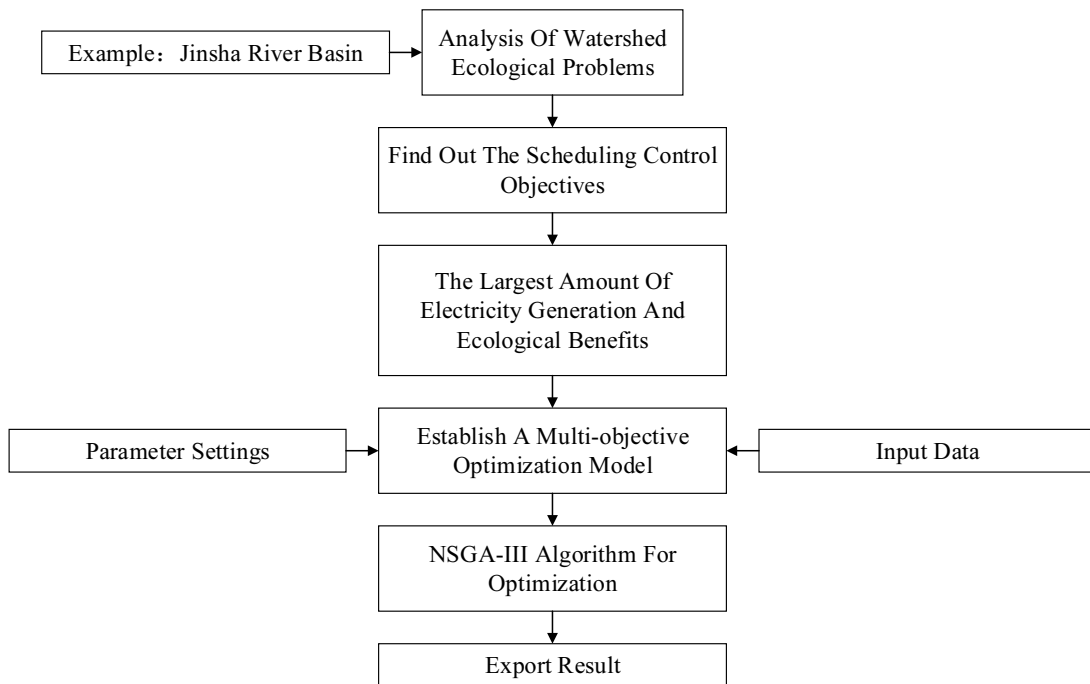 Example：Jinsha River Basin
Analysis Of Watershed
Ecological Problems
Find Out The Scheduling Control
Objectives
The Largest Amount Of
Electricity Generation And
Ecological Benefits
Parameter Settings
Establish A Multi-objective
Optimization Model
Input Data
NSGA-III Algorithm For
Optimization
Export Result